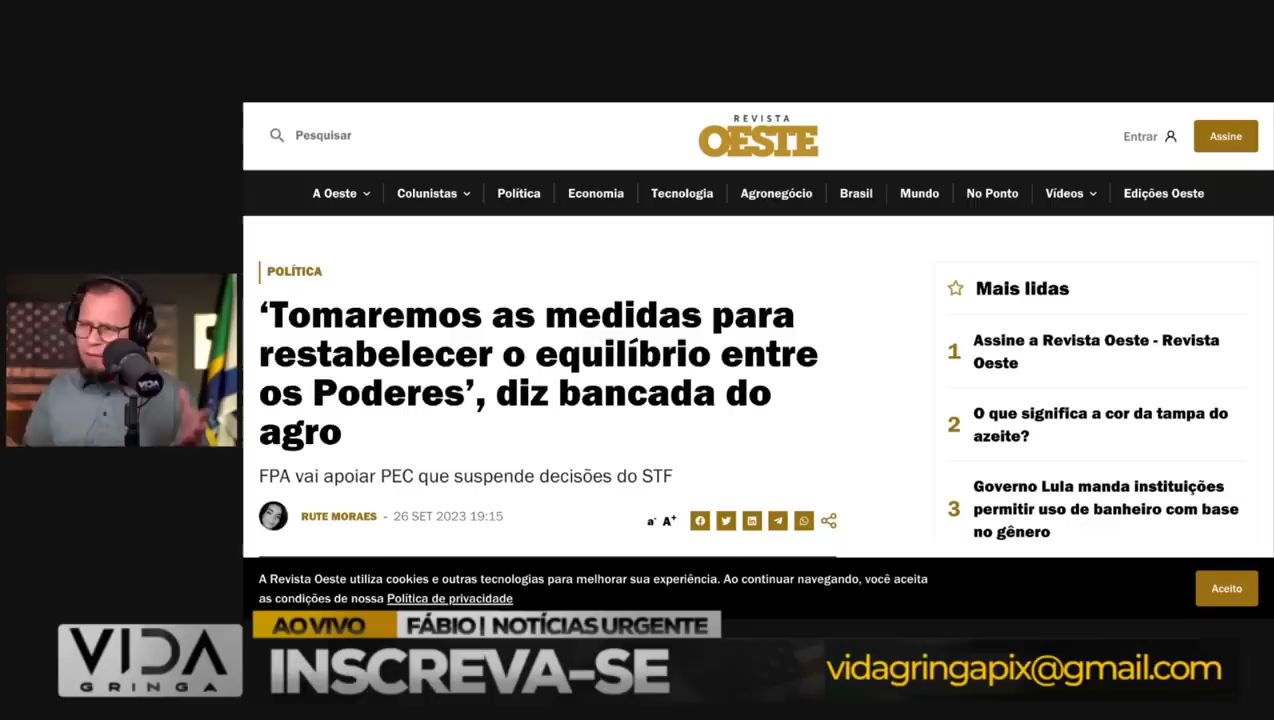 Pesquisar
REVISTA
OESTE
Entrar
Assine
A Oeste
Colunistas
Política
Economia
Tecnologia
Agronegócio
Brasil
Mundo
No Ponto
Vídeos
Edições Oeste
POLÍTICA
‘Tomaremos as medidas para
restabelecer o equilíbrio entre
os Poderes’, diz bancada do
agro
FPA vai apoiar PEC que suspende decisões do STF
RUTE MORAES - 26 SET 2023 19:15
a- A+
Mais lidas
1
Assine a Revista Oeste - Revista
Oeste
2
O que significa a cor da tampa do
azeite?
3
Governo Lula manda instituições
permitir uso de banheiro com base
no gênero
A Revista Oeste utiliza cookies e outras tecnologias para melhorar sua experiência. Ao continuar navegando, você aceita
as condições de nossa Política de privacidade
Aceito
VIDA
AO VIVO
FÁBIO | NOTÍCIAS URGENTE
VIDA
GRINGA
INSCREVA-SE
vidagringapix@gmail.com